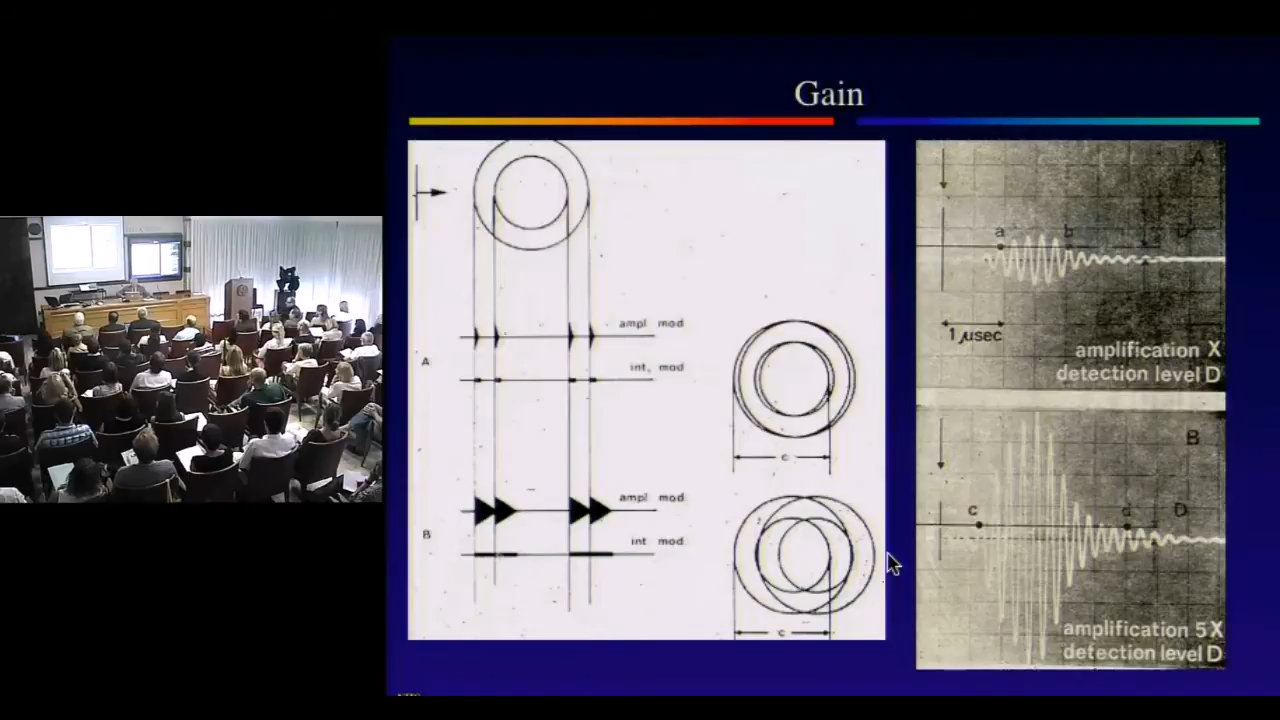 Gain
ampl mod
A
int, mod
c
ampl mod
B
int mod
c
A
a
b
1 µsec
amplification X
detection level D
B
c
d
D
amplification 5X
detection level D